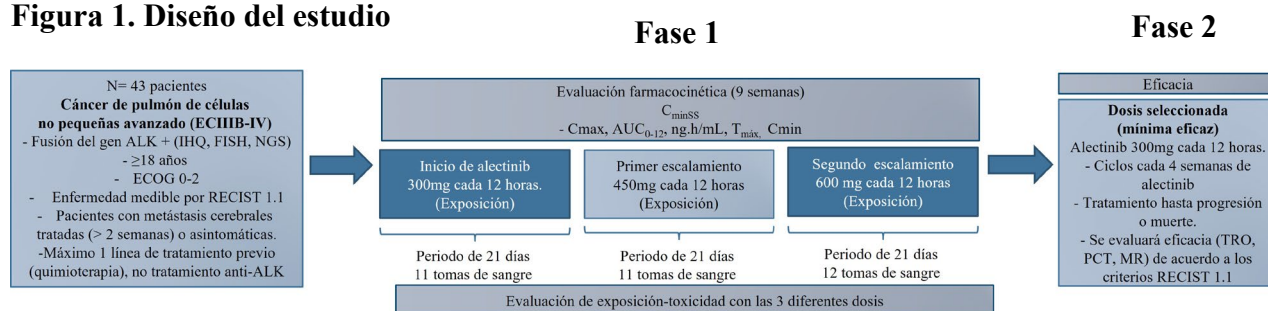 Figura 1. Diseño del estudio
Fase 1
Fase 2
N= 43 pacientes
Cáncer de pulmón de células
no pequeñas avanzado (ECIIIB-IV)
- Fusión del gen ALK + (IHQ, FISH, NGS)
- ≥18 años
- ECOG 0-2
- Enfermedad medible por RECIST 1.1
- Pacientes con metástasis cerebrales
tratadas (> 2 semanas) o asintomáticas.
-Máximo 1 línea de tratamiento previo
(quimioterapia), no tratamiento anti-ALK
Evaluación farmacocinética (9 semanas)
CminSS
- Cmax, AUC0-12, ng.h/mL, Tmáx, Cmin
Inicio de alectinib
300mg cada 12 horas.
(Exposición)
Primer escalamiento
450mg cada 12 horas
(Exposición)
Segundo escalamiento
600 mg cada 12 horas
(Exposición)
Periodo de 21 días
11 tomas de sangre
Periodo de 21 días
11 tomas de sangre
Periodo de 21 días
12 tomas de sangre
Evaluación de exposición-toxicidad con las 3 diferentes dosis
Eficacia
Dosis seleccionada
(mínima eficaz)
Alectinib 300mg cada 12 horas.
- Ciclos cada 4 semanas de
alectinib
- Tratamiento hasta progresión
o muerte.
- Se evaluará eficacia (TRO,
PCT, MR) de acuerdo a los
criterios RECIST 1.1